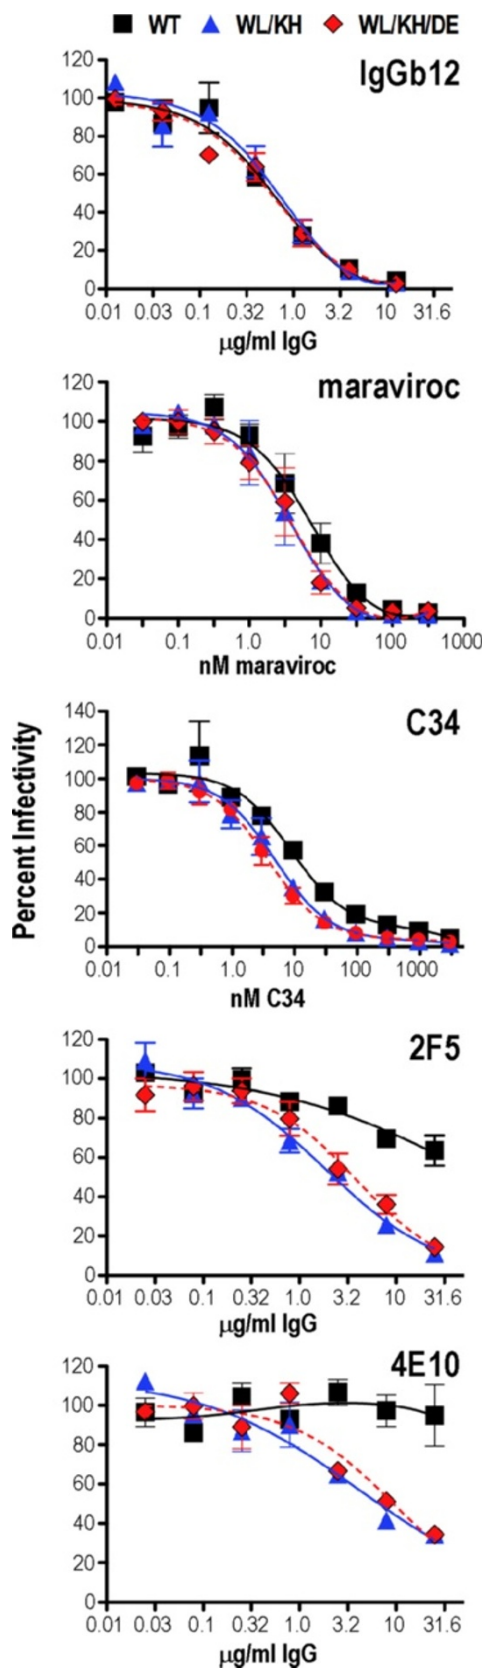 WT WL/KH WL/KH/DE
IgGb12
120
100
80
60
40
20
0
0.01 0.03 0.1 0.32 1.0 3.2 10 31.6
µg/ml IgG
maraviroc
120
100
80
60
40
20
0
0.01 0.1 1.0 10 100 1000
nM maraviroc
Percent Infectivity
C34
140
120
100
80
60
40
20
0
0.01 0.1 1.0 10 100 1000
nM C34
2F5
120
100
80
60
40
20
0
0.01 0.03 0.1 0.32 1.0 3.2 10 31.6
µg/ml IgG
4E10
120
100
80
60
40
20
0
0.01 0.03 0.1 0.32 1.0 3.2 10 31.6
µg/ml IgG